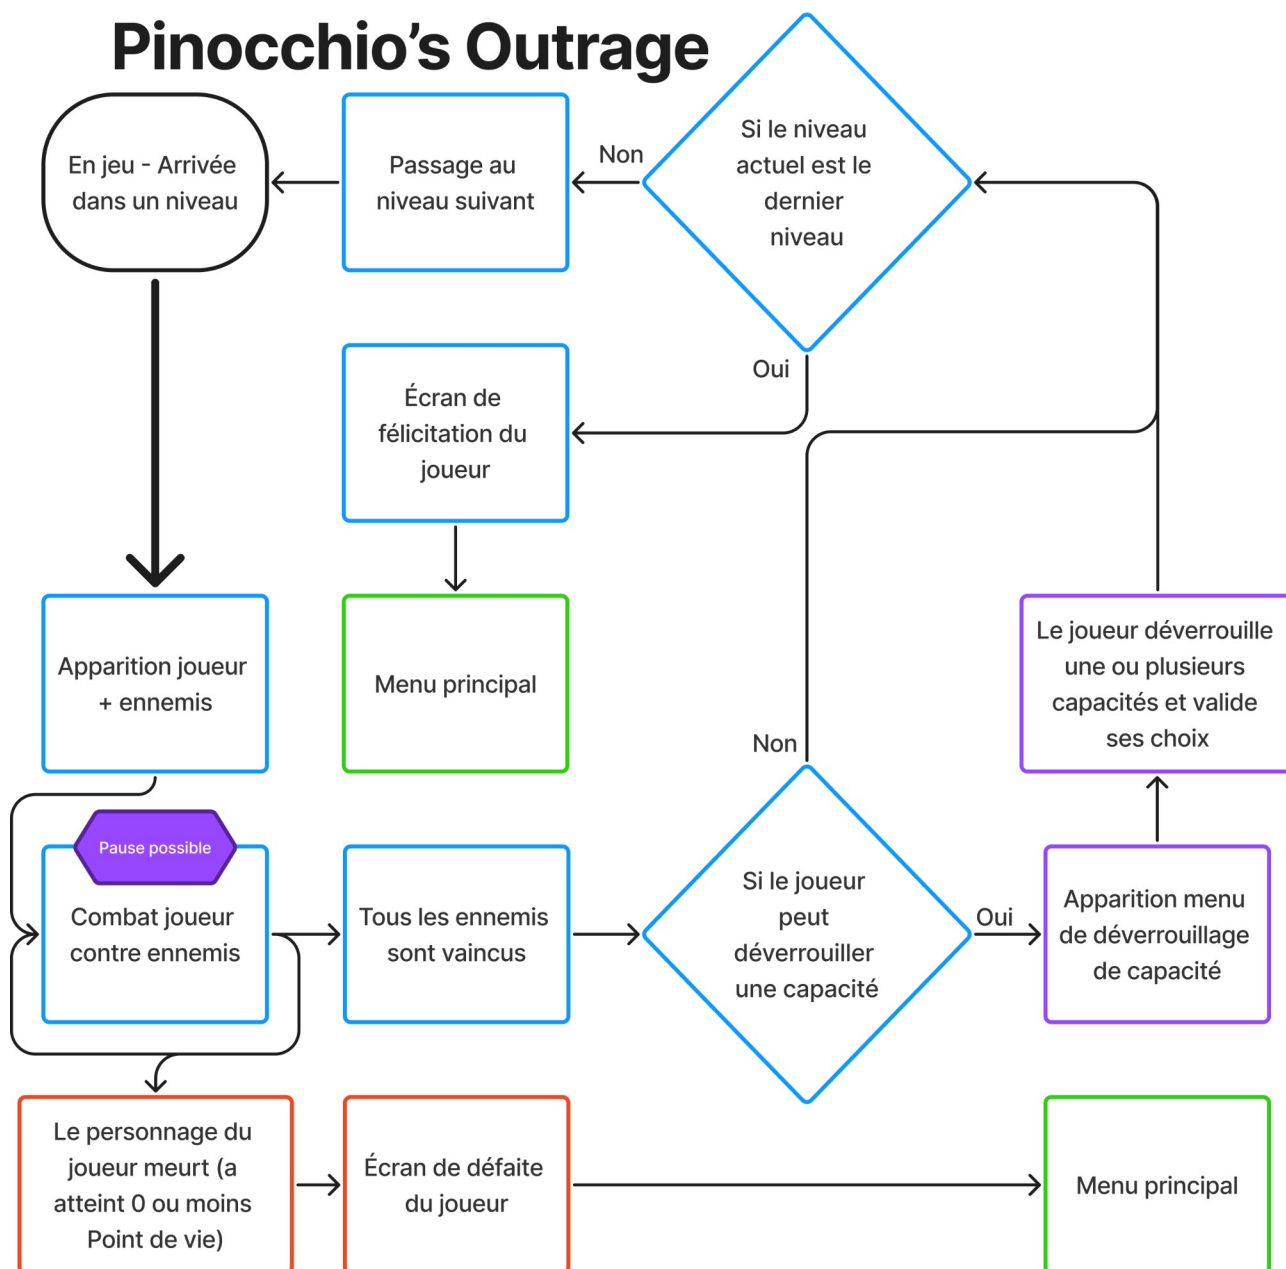 Pinocchio’s Outrage
En jeu - Arrivée
dans un niveau
Passage au
niveau suivant
Non
Si le niveau
actuel est le
dernier
niveau
Oui
Écran de
félicitation du
joueur
Apparition joueur
+ ennemis
Menu principal
Le joueur déverrouille
une ou plusieurs
capacités et valide
ses choix
Non
Pause possible
Combat joueur
contre ennemis
Tous les ennemis
sont vaincus
Si le joueur
peut
déverrouiller
une capacité
Oui
Apparition menu
de déverrouillage
de capacité
Le personnage du
joueur meurt (a
atteint 0 ou moins
Point de vie)
Écran de défaite
du joueur
Menu principal